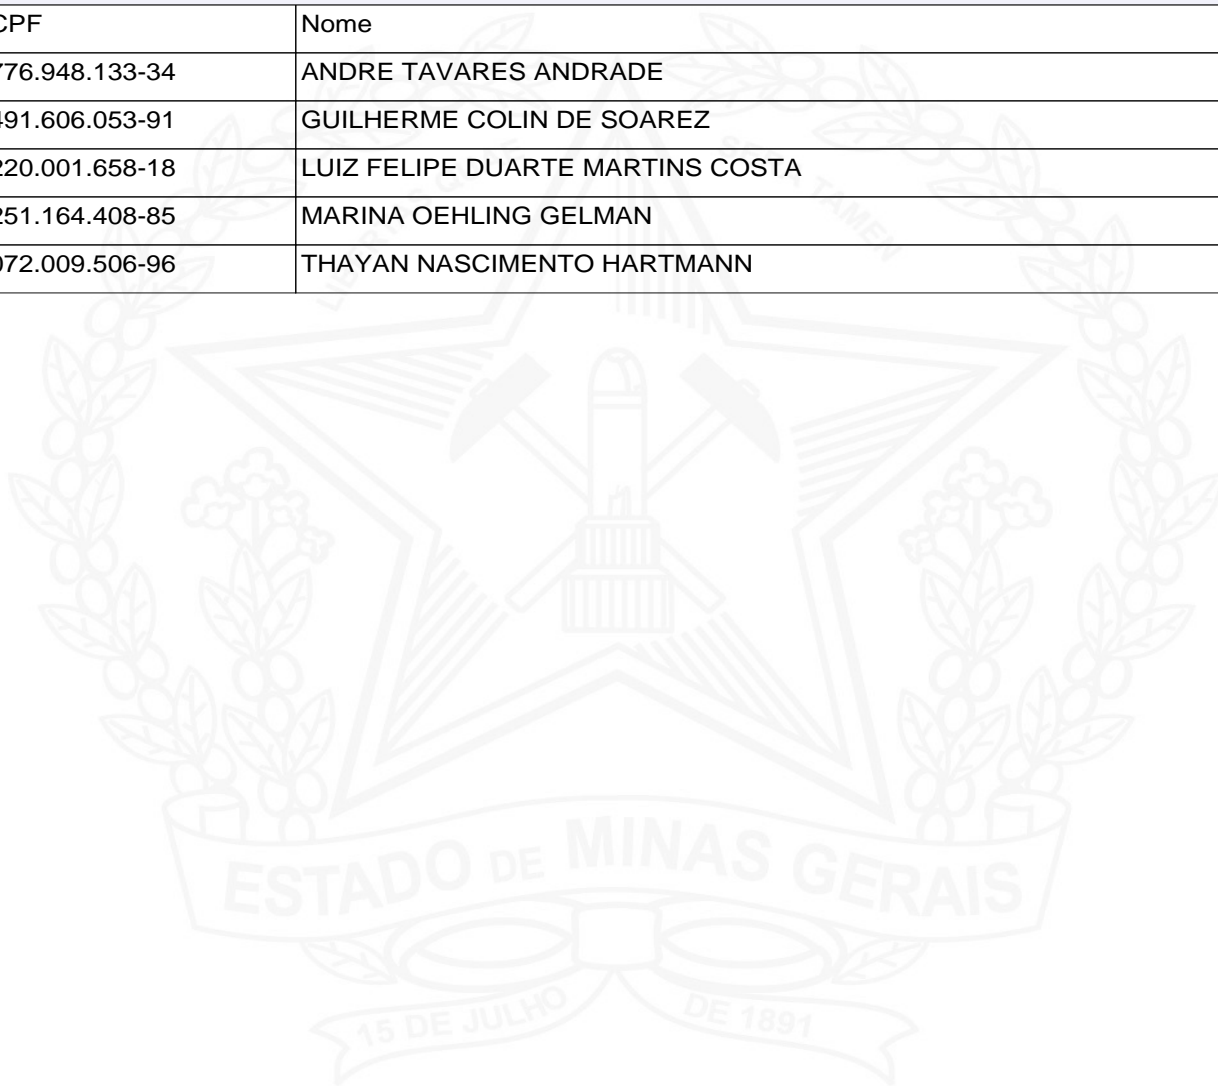 CPF Nome
776.948.133-34 ANDRE TAVARES ANDRADE
491.606.053-91 GUILHERME COLIN DE SOAREZ
220.001.658-18 LUIZ FELIPE DUARTE MARTINS COSTA
251.164.408-85 MARINA OEHLING GELMAN
072.009.506-96 THAYAN NASCIMENTO HARTMANN
SERA TAMEN
ESTADO DE MINAS GERAIS
15 DE JULHO DE 1891